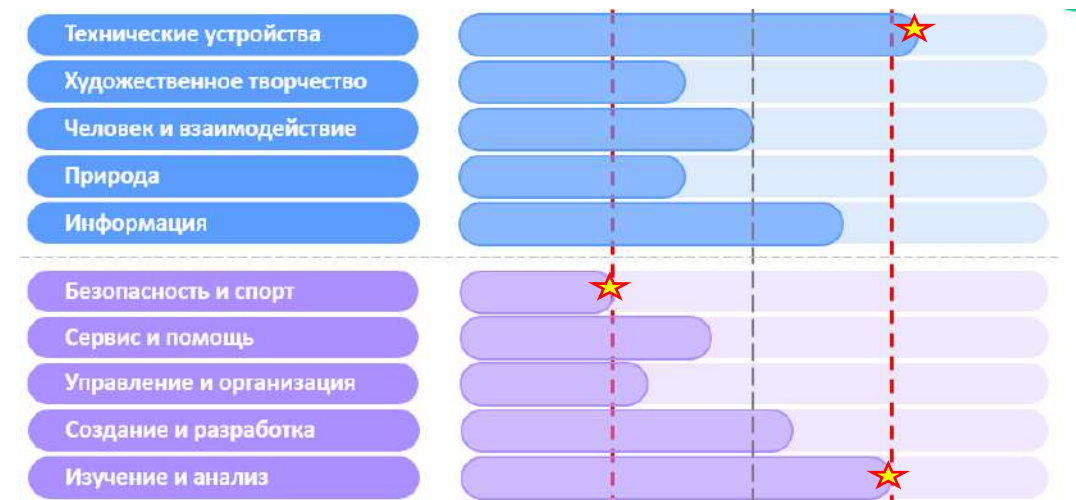 Технические устройства
Художественное творчество
Человек и взаимодействие
Природа
Информация
Безопасность и спорт
Сервис и помощь
Управление и организация
Создание и разработка
Изучение и анализ